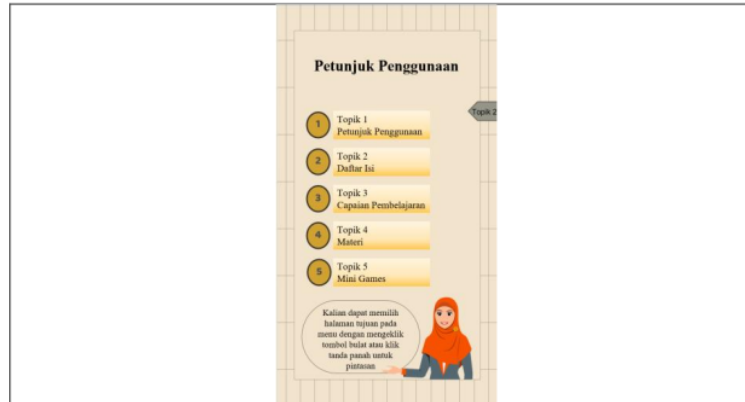 Petunjuk Penggunaan
Topik 2
1
Topik 1
Petunjuk Penggunaan
2
Topik 2
Daftar Isi
3
Topik 3
Capaian Pembelajaran
4
Topik 4
Materi
5
Topik 5
Mini Games
Kalian dapat memilih
halaman tujuan pada
menu dengan mengeklik
tombol bulat atau klik
tanda panah untuk
pintasan